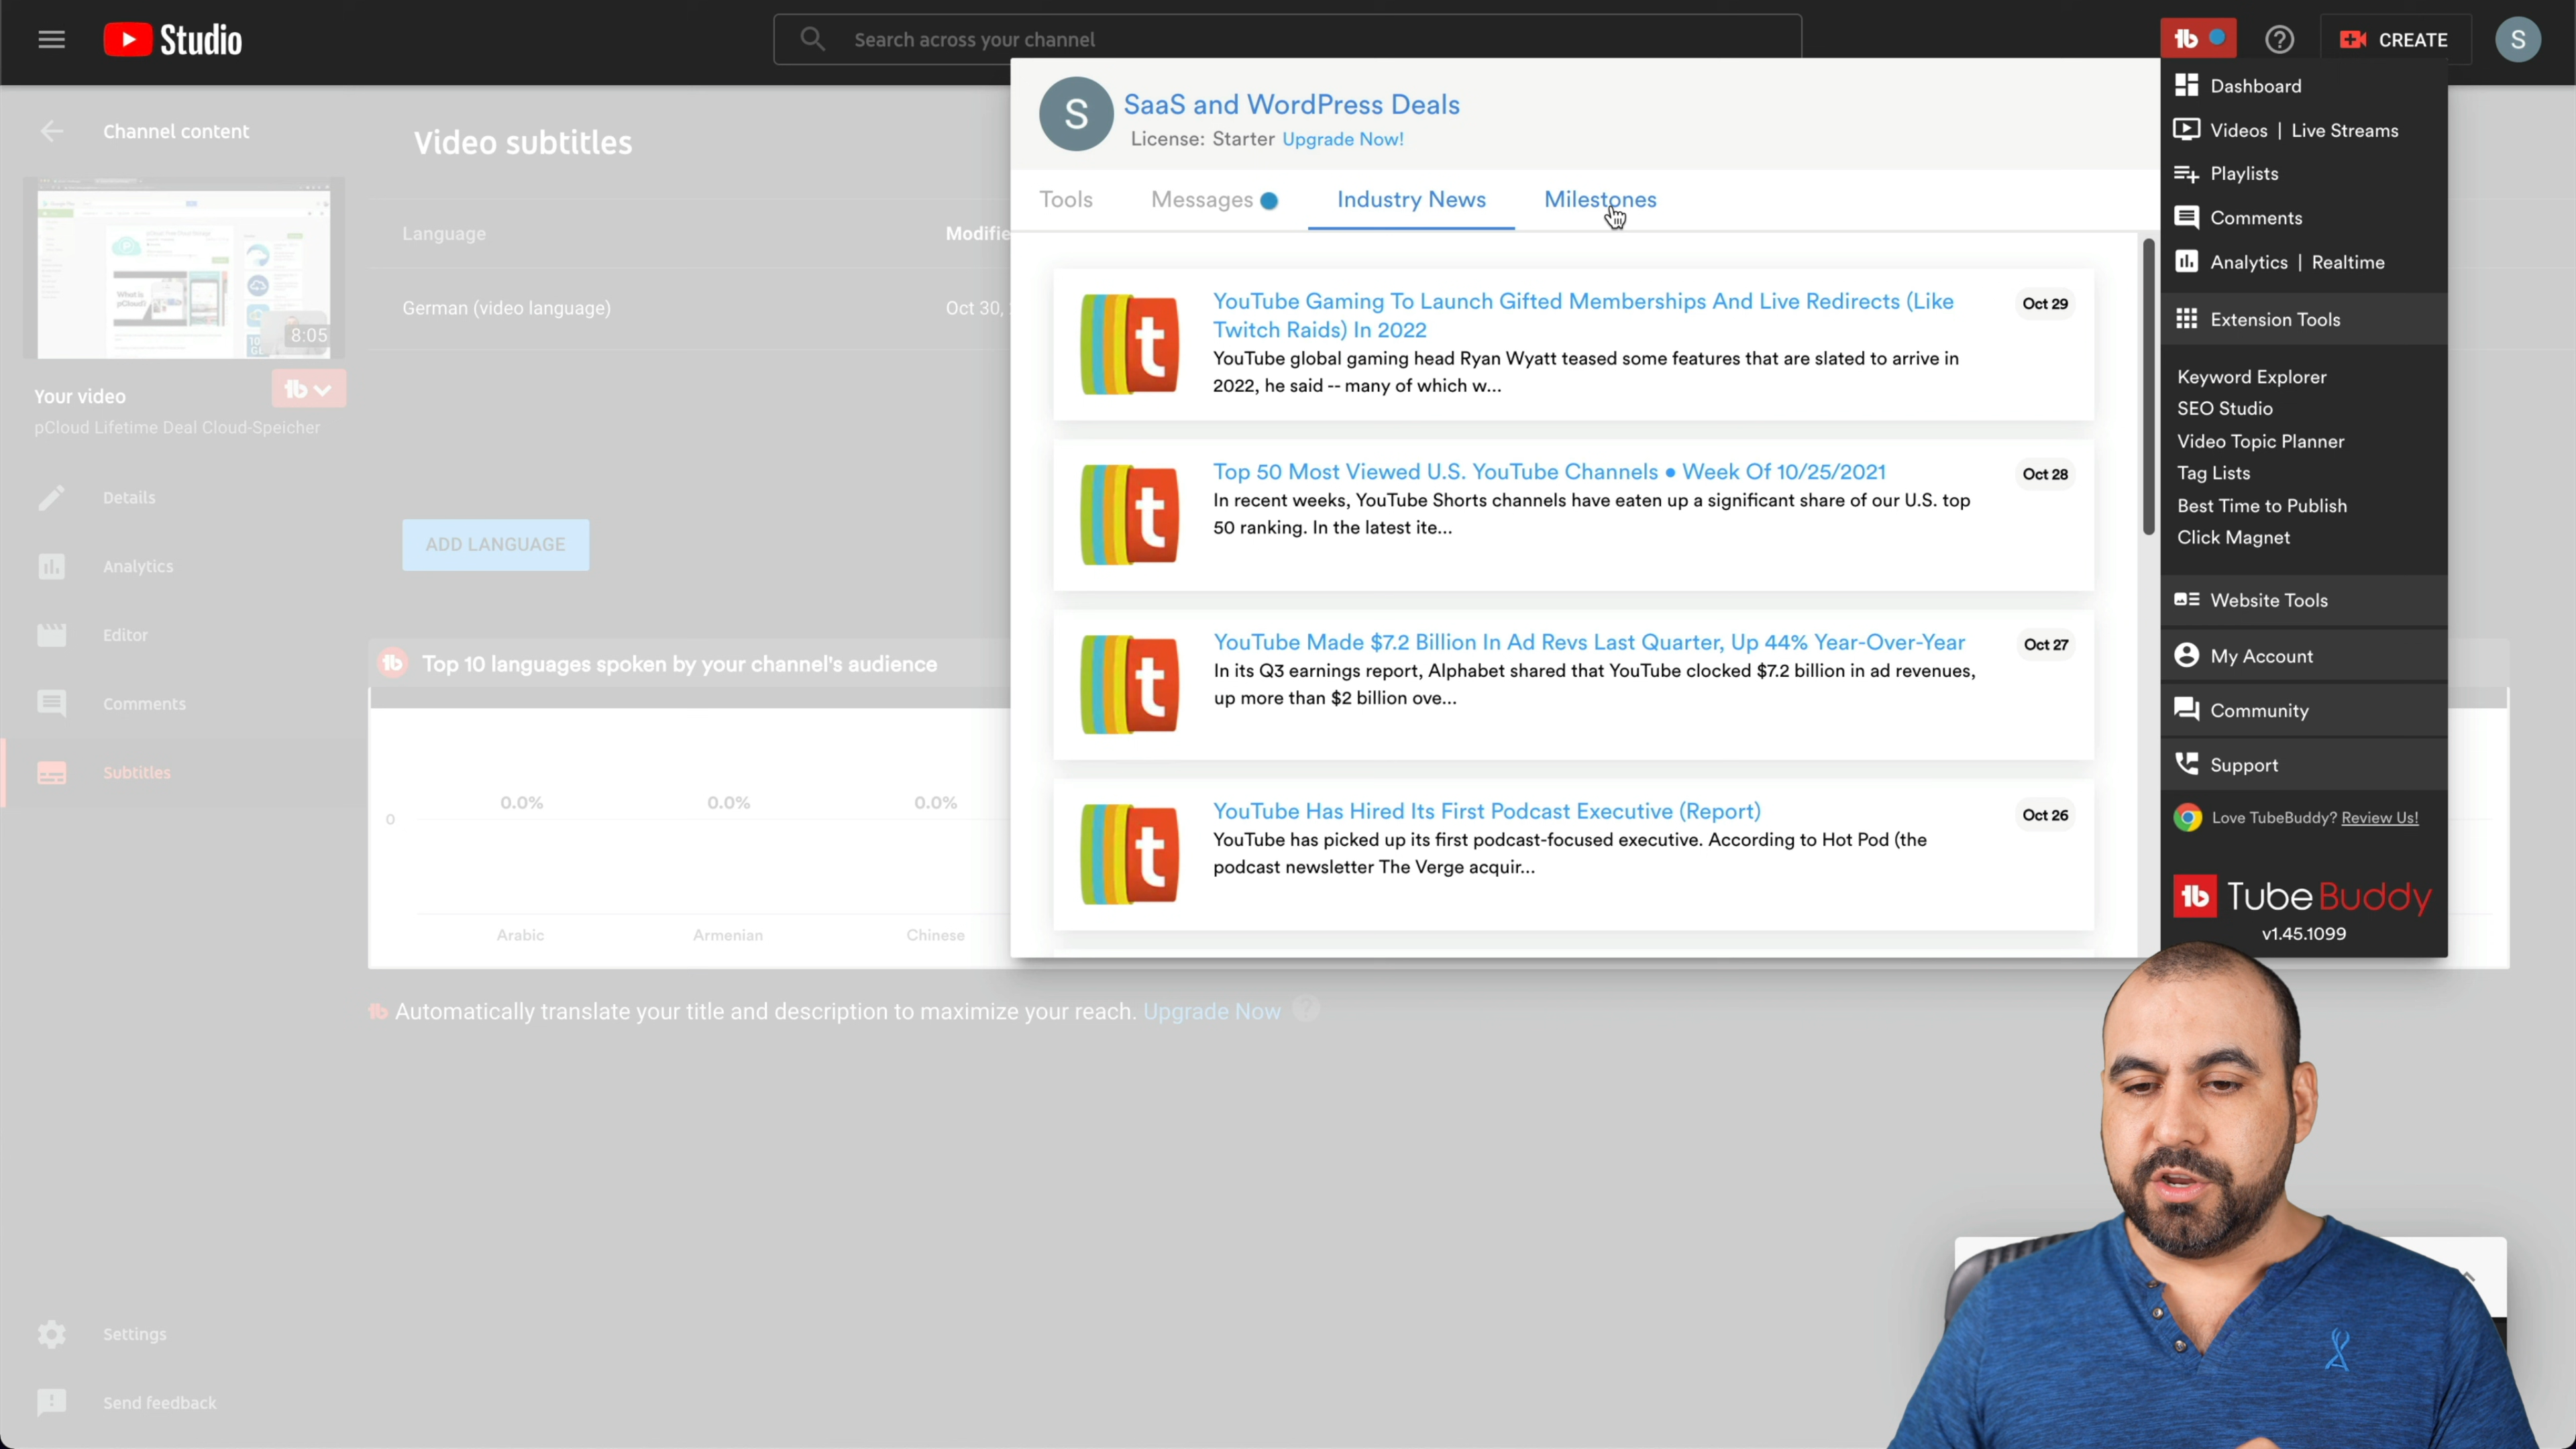 Studio
Search across your channel
CREATE
S
Channel content
Video subtitles
Language
Modifie
German (video language)
Oct 30,
8:05
Your video
pCloud Lifetime Deal Cloud-Speicher
Details
Analytics
Editor
Comments
Subtitles
Settings
Send feedback
ADD LANGUAGE
Top 10 languages spoken by your channel's audience
0.0%
0.0%
0.0%
0
Arabic
Armenian
Chinese
Automatically translate your title and description to maximize your reach. Upgrade Now
S
SaaS and WordPress Deals
License: Starter Upgrade Now!
Tools
Messages
Industry News
Milestones
YouTube Gaming To Launch Gifted Memberships And Live Redirects (Like
Twitch Raids) In 2022
Oct 29
YouTube global gaming head Ryan Wyatt teased some features that are slated to arrive in
2022, he said -- many of which w...
Top 50 Most Viewed U.S. YouTube Channels • Week Of 10/25/2021
Oct 28
In recent weeks, YouTube Shorts channels have eaten up a significant share of our U.S. top
50 ranking. In the latest ite...
YouTube Made $7.2 Billion In Ad Revs Last Quarter, Up 44% Year-Over-Year
Oct 27
In its Q3 earnings report, Alphabet shared that YouTube clocked $7.2 billion in ad revenues,
up more than $2 billion ove...
YouTube Has Hired Its First Podcast Executive (Report)
Oct 26
YouTube has picked up its first podcast-focused executive. According to Hot Pod (the
podcast newsletter The Verge acquir...
Dashboard
Videos | Live Streams
Playlists
Comments
Analytics | Realtime
Extension Tools
Keyword Explorer
SEO Studio
Video Topic Planner
Tag Lists
Best Time to Publish
Click Magnet
Website Tools
My Account
Community
Support
Love TubeBuddy? Review Us!
TubeBuddy
v1.45.1099